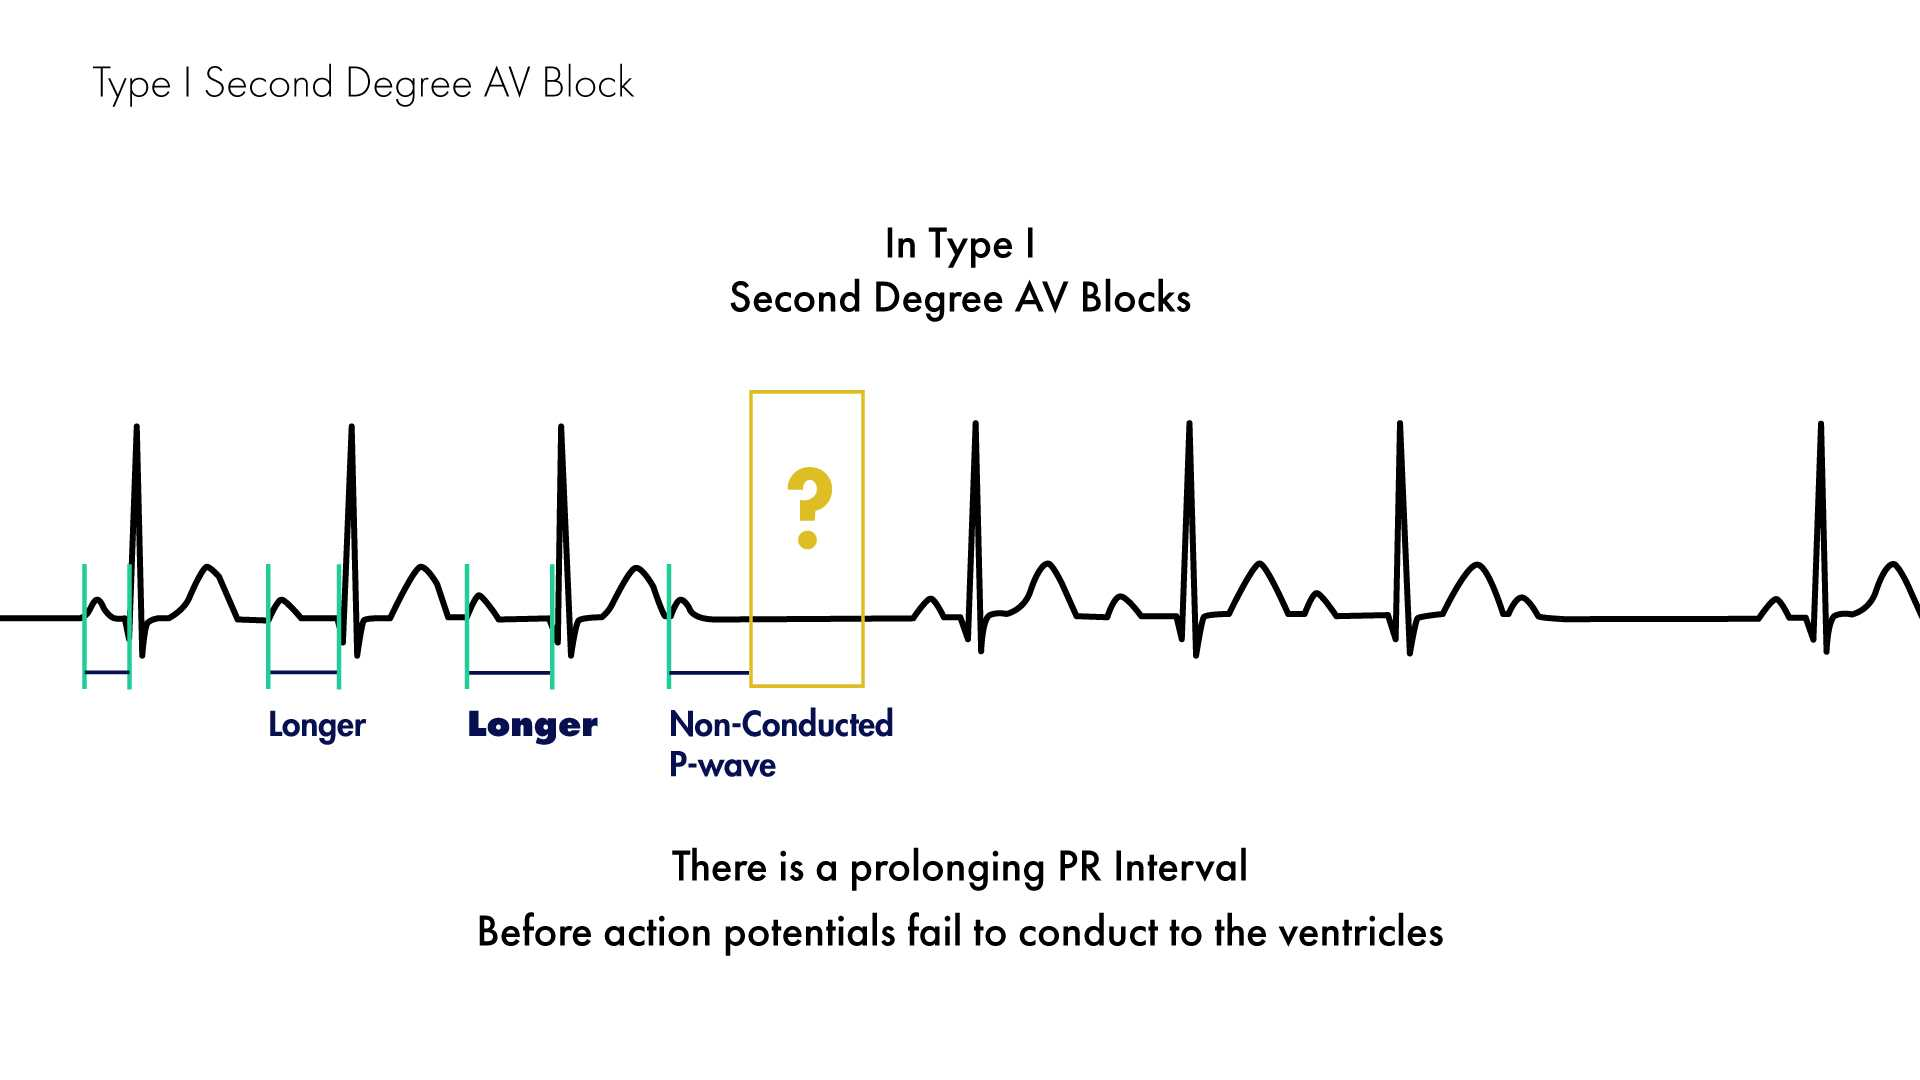 Type I Second Degree AV Block
In Type I
Second Degree AV Blocks
?
Longer
Longer
Non-Conducted
P-wave
There is a prolonging PR Interval
Before action potentials fail to conduct to the ventricles